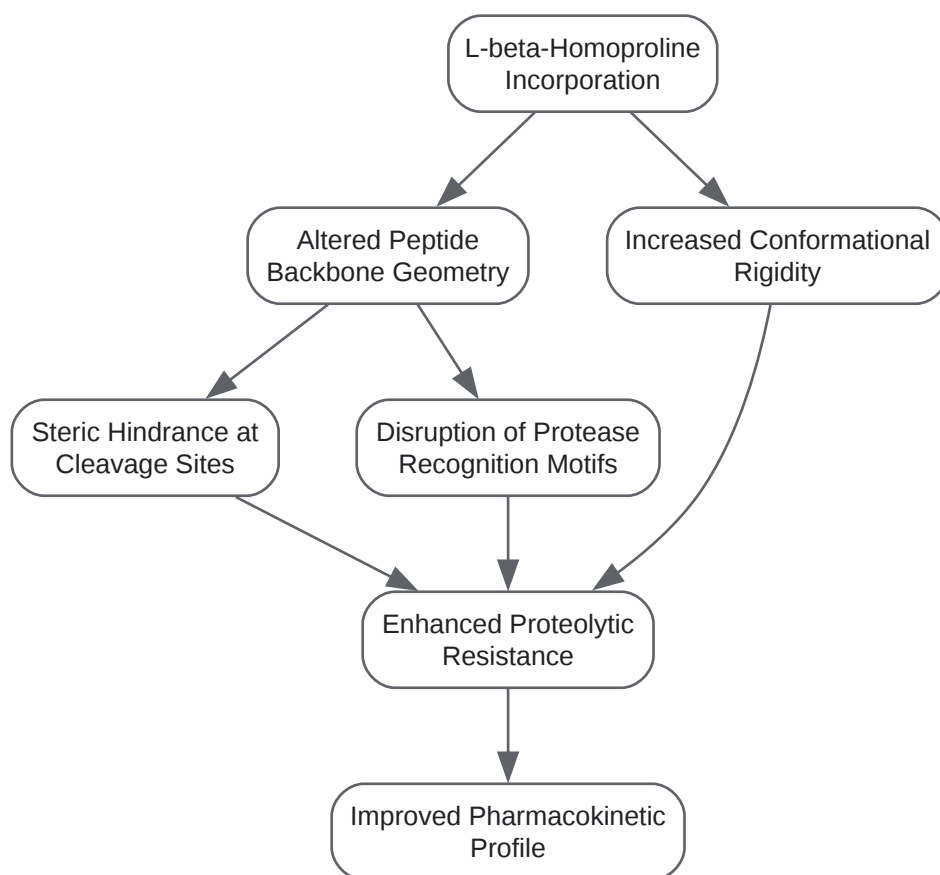 L-beta-Homoproline
Incorporation
Altered Peptide
Backbone Geometry
Increased Conformational
Rigidity
Steric Hindrance at
Cleavage Sites
Disruption of Protease
Recognition Motifs
Enhanced Proteolytic
Resistance
Improved Pharmacokinetic
Profile